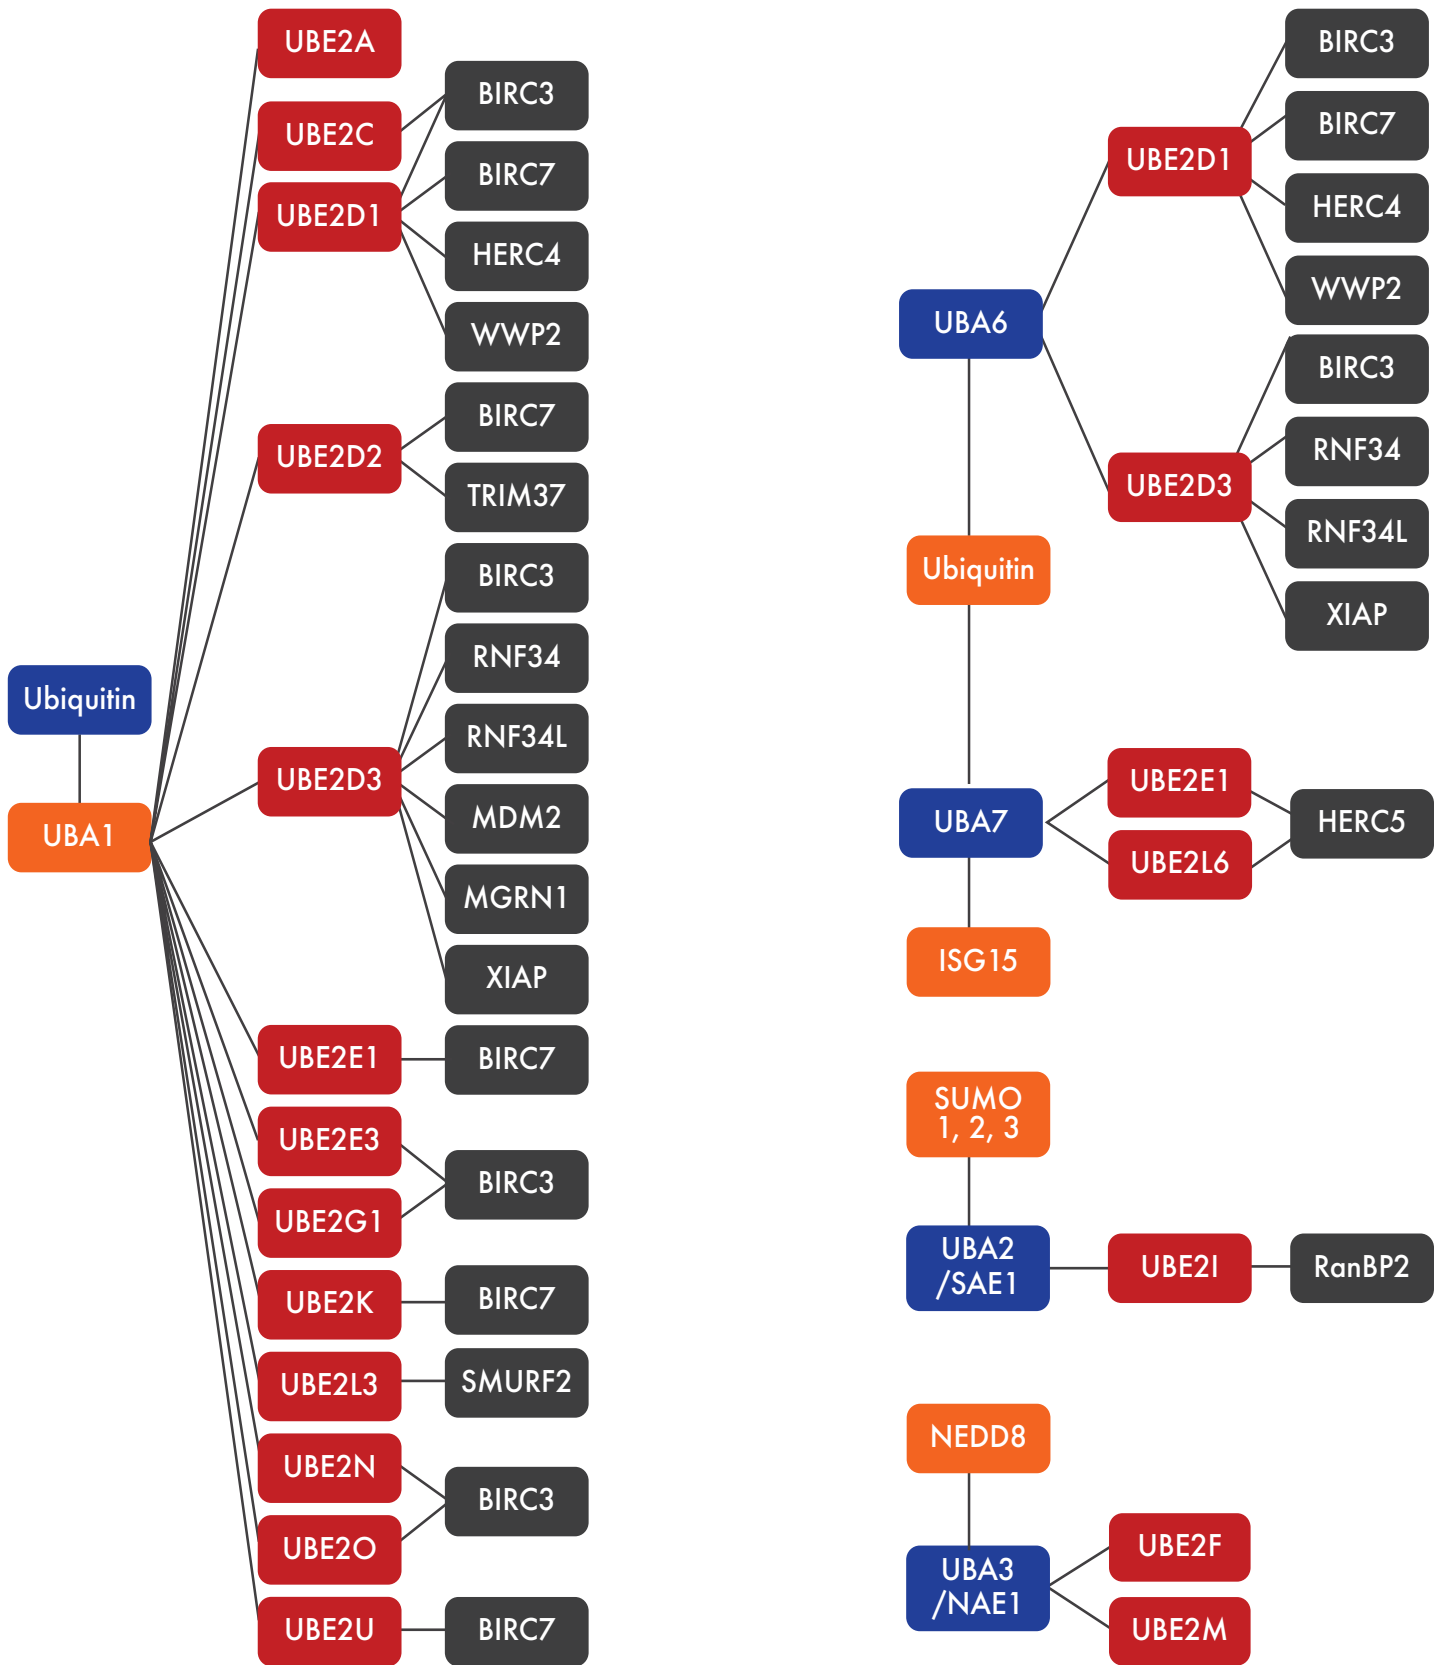 Ubiquitin
UBA1
UBE2A
UBE2C
UBE2D1
UBE2D2
UBE2D3
UBE2E1
UBE2E3
UBE2G1
UBE2K
UBE2L3
UBE2N
UBE2O
UBE2U
BIRC3
BIRC7
HERC4
WWP2
BIRC7
TRIM37
BIRC3
RNF34
RNF34L
MDM2
MGRN1
XIAP
BIRC7
BIRC3
BIRC7
SMURF2
BIRC3
BIRC7
UBA6
Ubiquitin
UBA7
ISG15
UBE2D1
UBE2D3
BIRC3
BIRC7
HERC4
WWP2
BIRC3
RNF34
RNF34L
XIAP
UBE2E1
UBE2L6
HERC5
SUMO
1, 2, 3
UBA2
/SAE1
UBE2I
RanBP2
NEDD8
UBA3
/NAE1
UBE2F
UBE2M